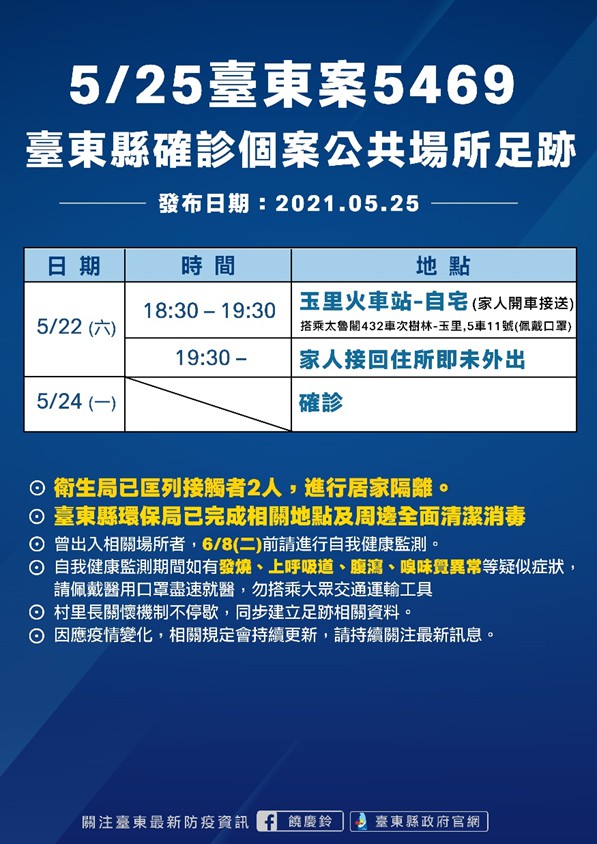 5/25臺東案5469
臺東縣確診個案公共場所足跡
發布日期：2021.05.25
日期 時間 地點
5/22 (六) 18:30 – 19:30 玉里火車站-自宅 (家人開車接送)
搭乘太魯閣432車次樹林-玉里,5車11號(佩戴口罩)
19:30 – 家人接回住所即未外出
5/24 (一) 確診
衛生局已匡列接觸者2人，進行居家隔離。
臺東縣環保局已完成相關地點及周邊全面清潔消毒
曾出入相關場所者，6/8(二)前請進行自我健康監測。
自我健康監測期間如有發燒、上呼吸道、腹瀉、嗅味覺異常等疑似症狀，
請佩戴醫用口罩盡速就醫，勿搭乘大眾交通運輸工具
村里長關懷機制不停歇，同步建立足跡相關資料。
因應疫情變化，相關規定會持續更新，請持續關注最新訊息。
關注臺東最新防疫資訊 f 饒慶鈴 臺東縣政府官網